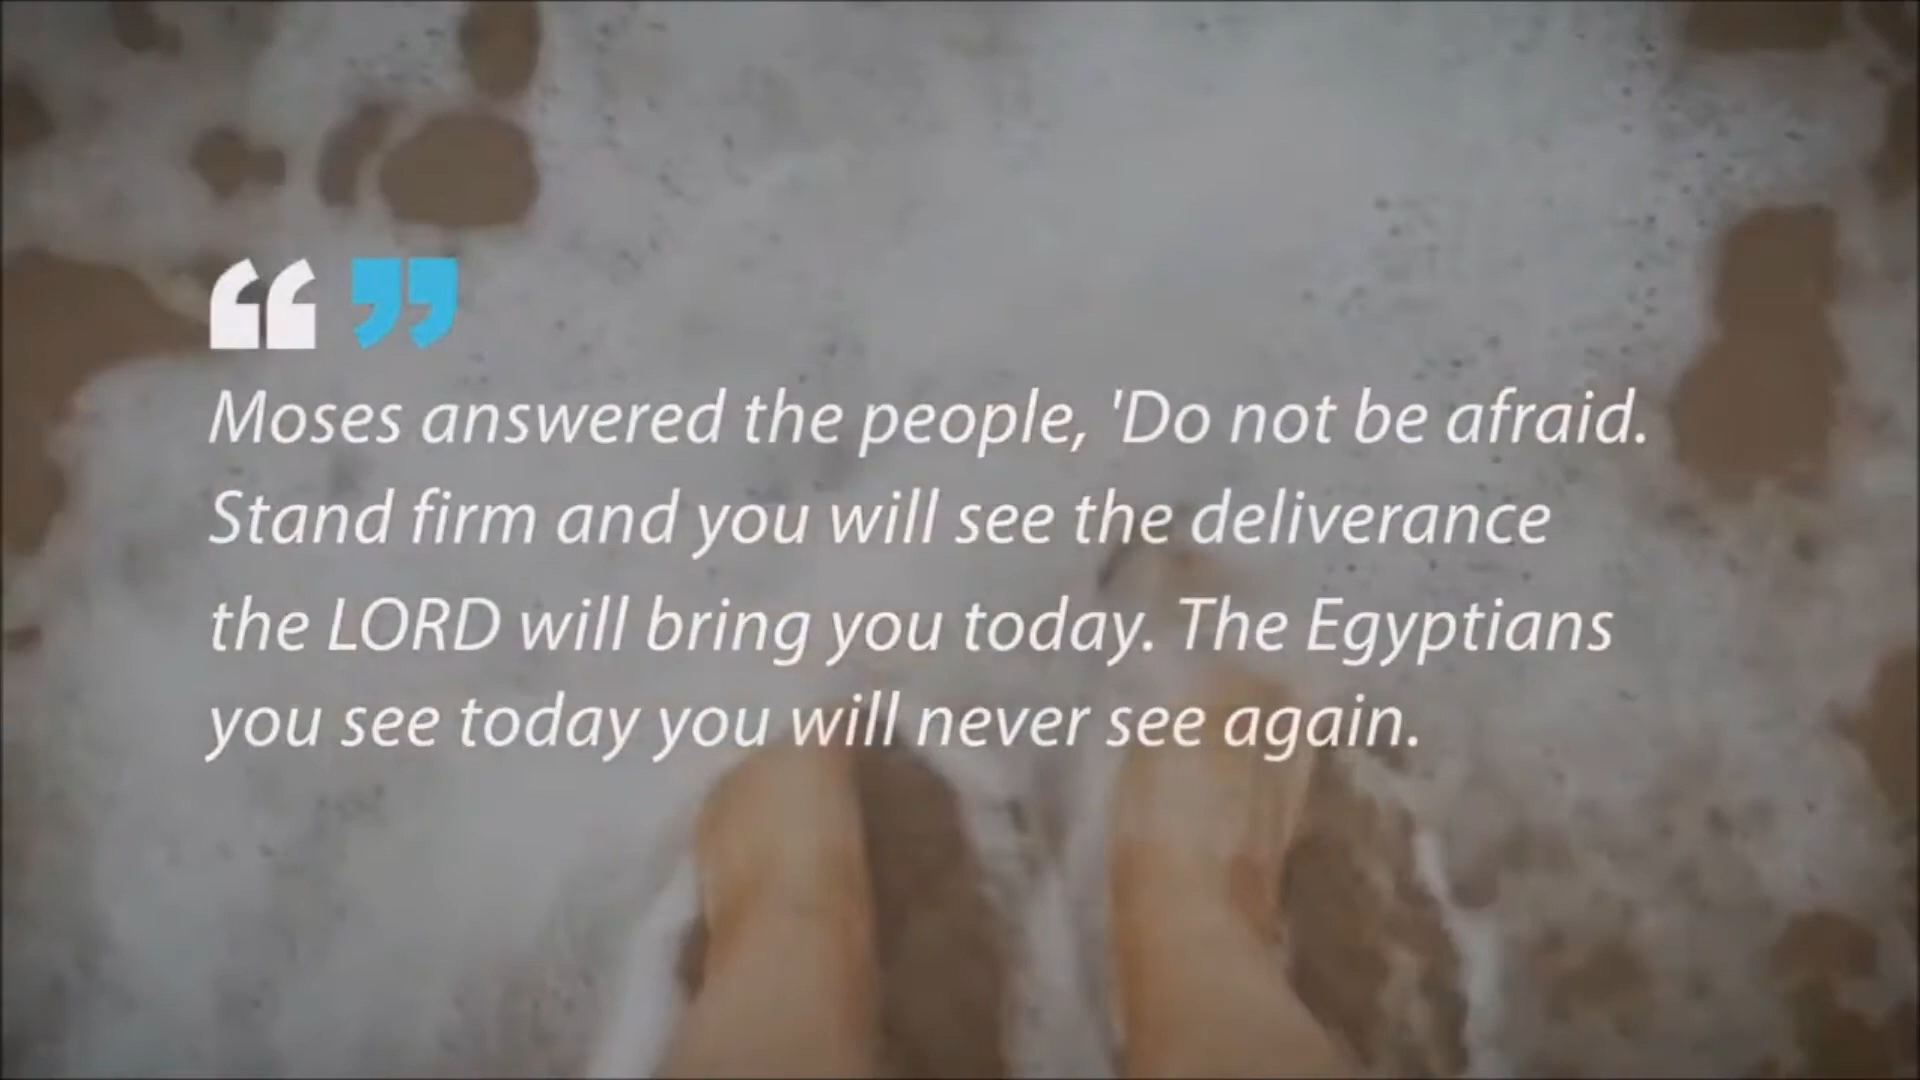 Moses answered the people, 'Do not be afraid.
Stand firm and you will see the deliverance
the LORD will bring you today. The Egyptians
you see today you will never see again.